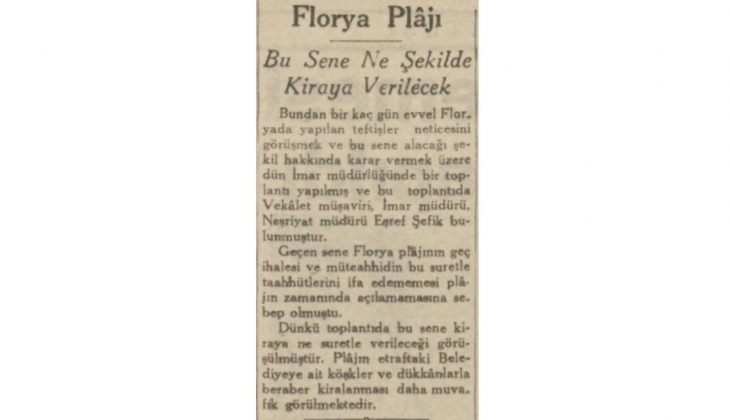 Florya Plâjı
Bu Sene Ne Şekilde
Kiraya Verilecek
Bundan bir kaç gün evvel Flor_
yada yapılan teftişler neticesini
görüşmek ve bu sene alacağı şe-
kil hakkında karar vermek üzere
dün İmar müdürlüğünde bir top-
lantı yapılmış ve bu toplantıda
Vekâlet müşaviri, İmar müdürü,
Neşriyat müdürü Eşref Şefik bu-
lunmuştur.
Geçen sene Florya plâjının geç
ihalesi ve müteahhidin bu suretle
taahhütlerini ifa edememesi plâ-
jın zamanında açılamamasına se-
bep olmuştu.
Dünkü toplantıda bu sene ki-
raya ne suretle verileceği görü-
şülmüştür. Plâjın etraftaki Bele-
diyeye ait köşkler ve dükkânlarla
beraber kiralanması daha muva-
fık görülmektedir.